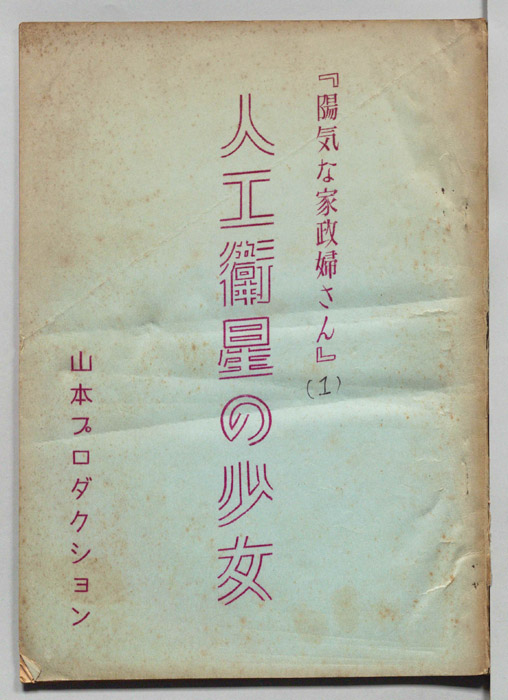 『陽気な家政婦さん』(1)
人工衛星の少女
山本プロダクション